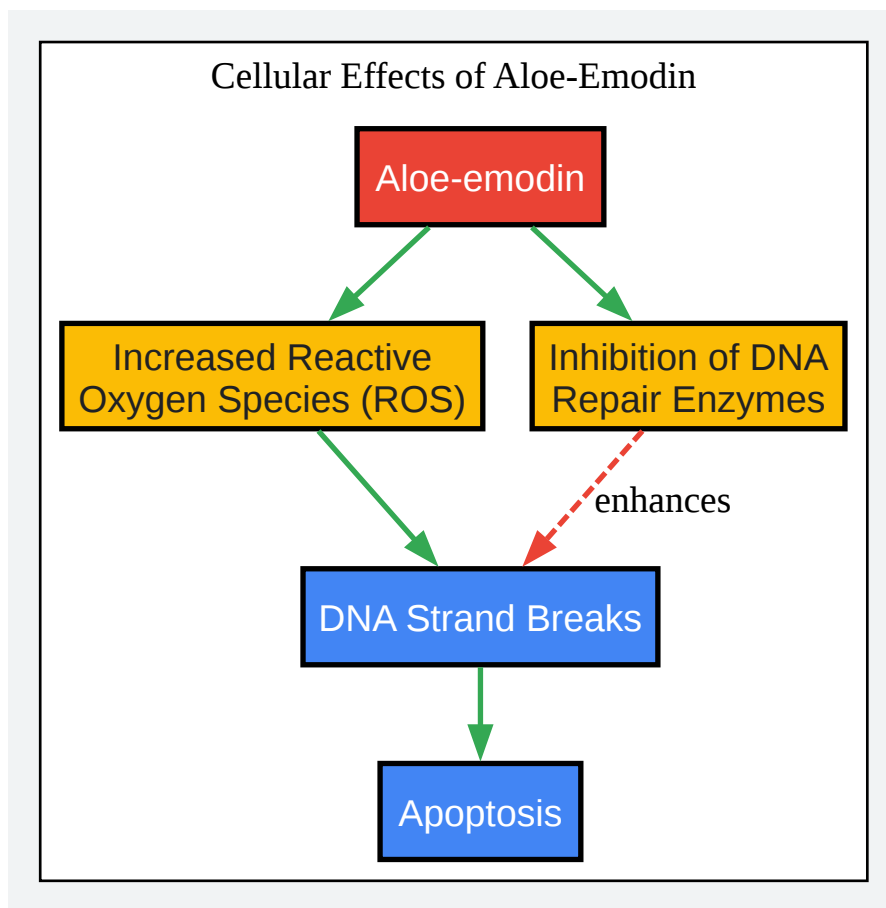 Cellular Effects of Aloe-Emodin
Aloe-emodin
Increased Reactive
Oxygen Species (ROS)
Inhibition of DNA
Repair Enzymes
enhances
DNA Strand Breaks
Apoptosis